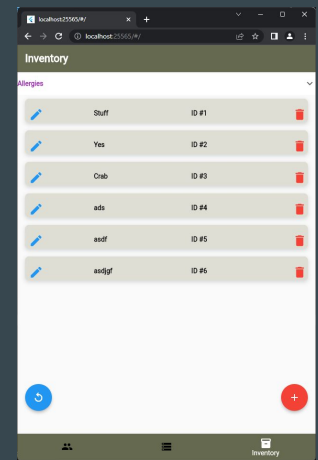 localhost:25565/#/
localhost:25565/#/
Inventory
Allergies
Stuff ID #1
Yes ID #2
Crab ID #3
ads ID #4
asdf ID #5
asdjgf ID #6
Inventory